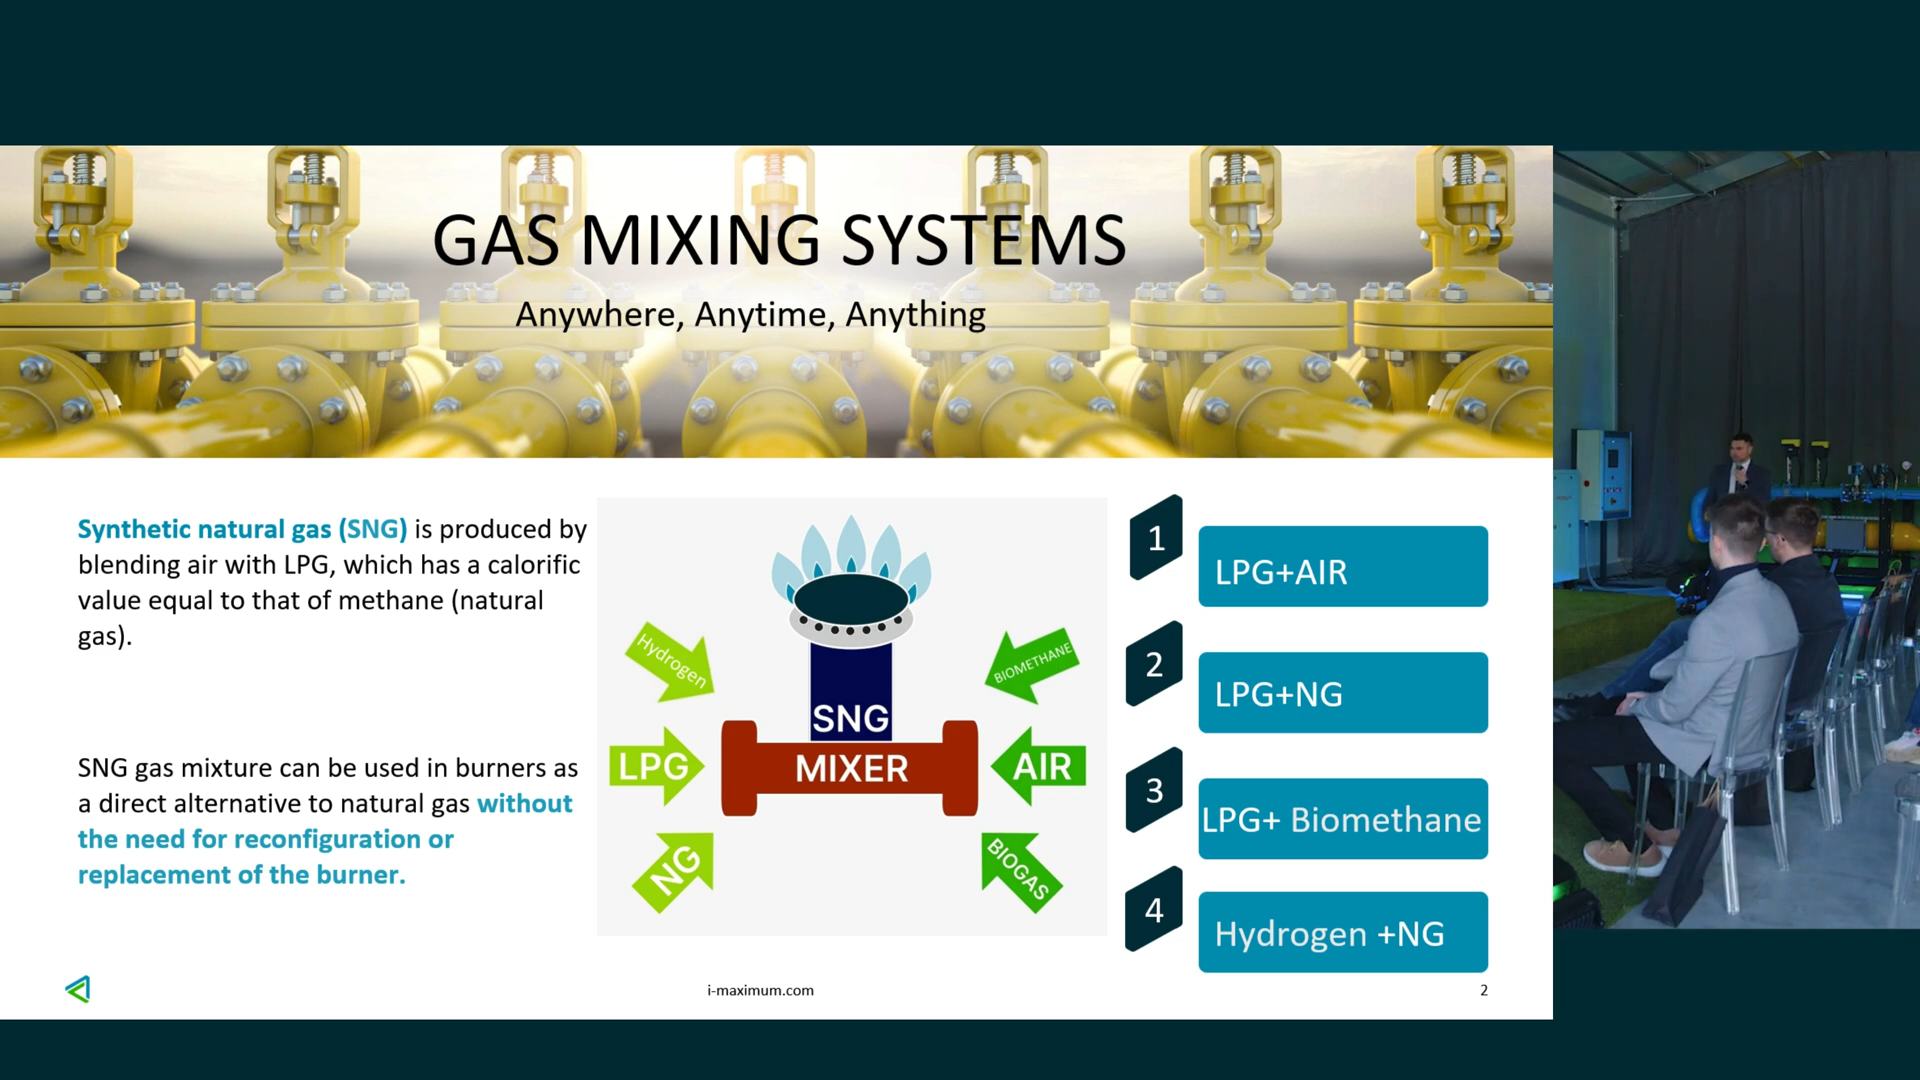 GAS MIXING SYSTEMS
Anywhere, Anytime, Anything
Synthetic natural gas (SNG) is produced by
blending air with LPG, which has a calorific
value equal to that of methane (natural
gas).
SNG gas mixture can be used in burners as
a direct alternative to natural gas without
the need for reconfiguration or
replacement of the burner.
Hydrogen
BIOMETHANE
SNG
LPG
MIXER
AIR
NG
BIOGAS
1
LPG+AIR
2
LPG+NG
3
LPG+ Biomethane
4
Hydrogen +NG
i-maximum.com
2